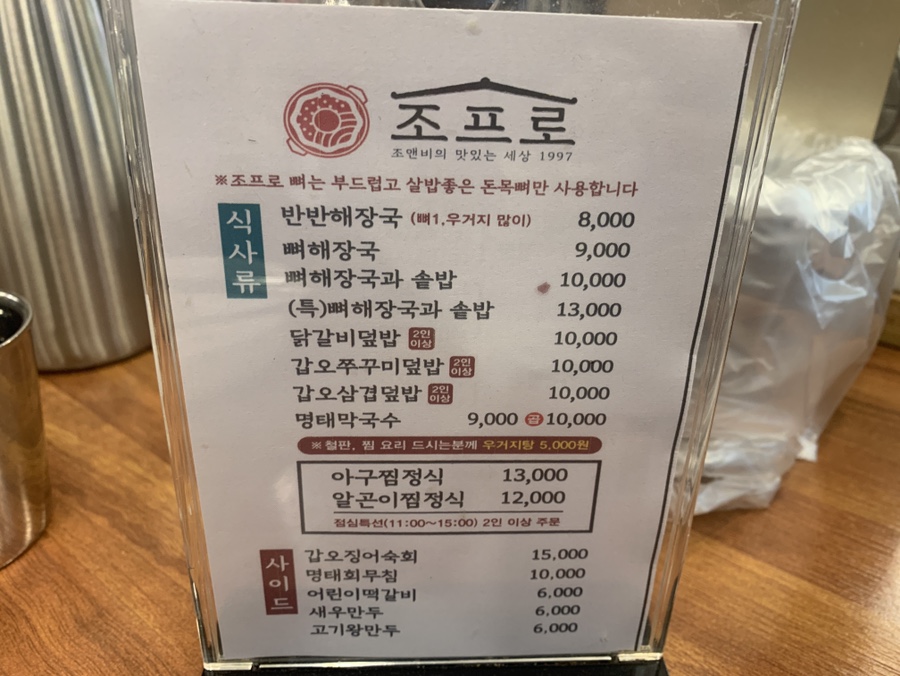 조프로
조앤비의 맛있는 세상 1997
※조프로 뼈는 부드럽고 살밥좋은 돈목뼈만 사용합니다
식사류
반반해장국 (뼈1,우거지 많이) 8,000
뼈해장국 9,000
뼈해장국과 솥밥 10,000
(특)뼈해장국과 솥밥 13,000
닭갈비덮밥 2인 이상 10,000
갑오쭈꾸미덮밥 2인 이상 10,000
갑오삼겹덮밥 2인 이상 10,000
명태막국수 9,000 곱 10,000
※철판, 찜 요리 드시는분께 우거지탕 5,000원
아구찜정식 13,000
알곤이찜정식 12,000
점심특선(11:00~15:00) 2인 이상 주문
사이드
갑오징어숙회 15,000
명태회무침 10,000
어린이떡갈비 6,000
새우만두 6,000
고기왕만두 6,000